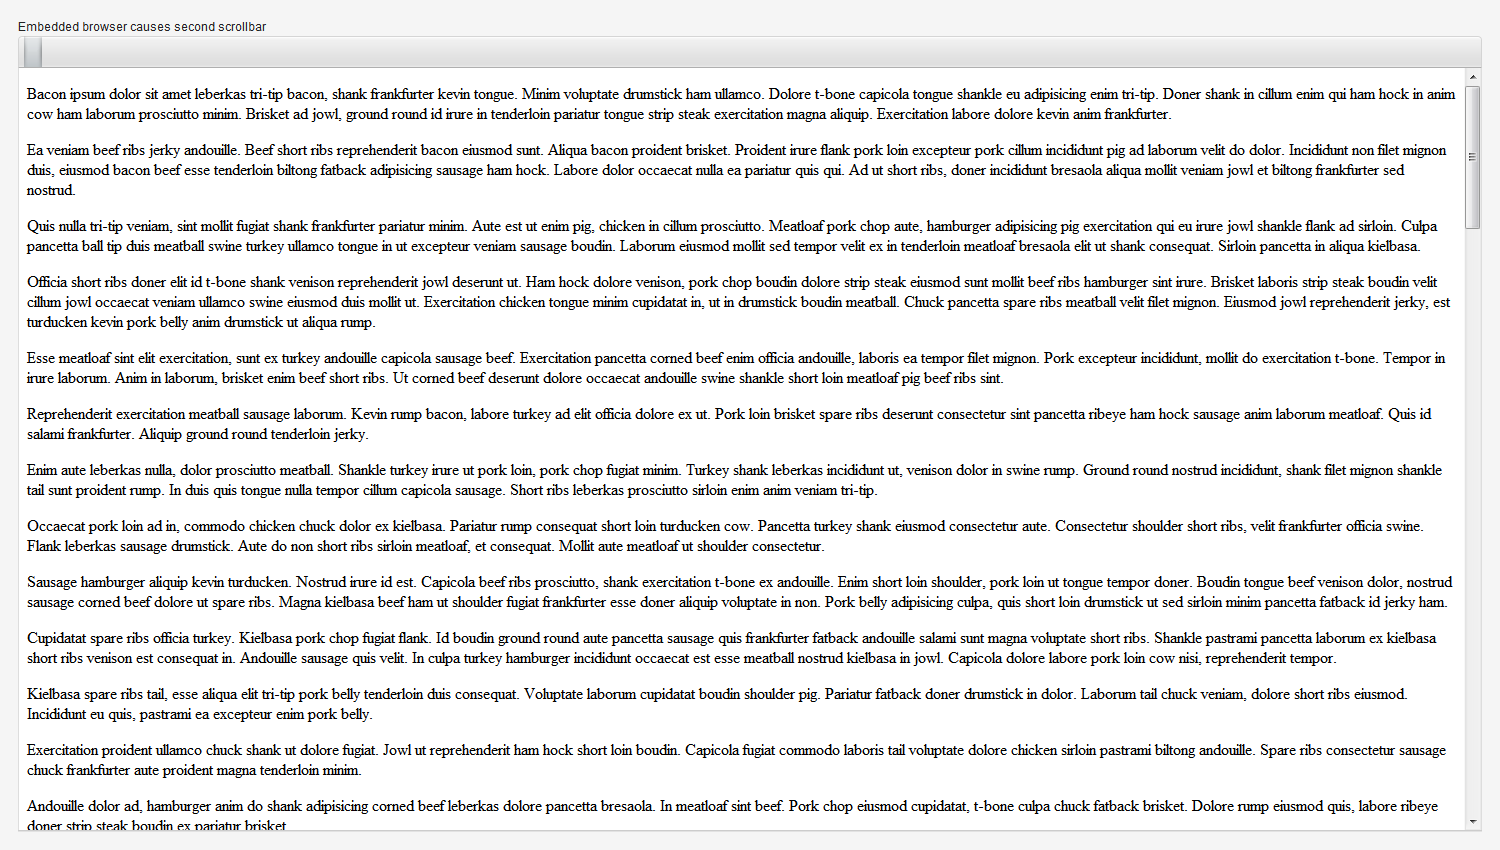 Embedded browser causes second scrollbar
Bacon ipsum dolor sit amet leberkas tri-tip bacon, shank frankfurter kevin tongue. Minim voluptate drumstick ham ullamco. Dolore t-bone capicola tongue shankle eu adipisicing enim tri-tip. Doner shank in cillum enim qui ham hock in anim
cow ham laborum prosciutto minim. Brisket ad jowl, ground round id irure in tenderloin pariatur tongue strip steak exercitation magna aliquip. Exercitation labore dolore kevin anim frankfurter.
Ea veniam beef ribs jerky andouille. Beef short ribs reprehenderit bacon eiusmod sunt. Aliqua bacon proident brisket. Proident irure flank pork loin excepteur pork cillum incididunt pig ad laborum velit do dolor. Incididunt non filet mignon
duis, eiusmod bacon beef esse tenderloin biltong fatback adipisicing sausage ham hock. Labore dolor occaecat nulla ea pariatur quis qui. Ad ut short ribs, doner incididunt bresaola aliqua mollit veniam jowl et biltong frankfurter sed
nostrud.
Quis nulla tri-tip veniam, sint mollit fugiat shank frankfurter pariatur minim. Aute est ut enim pig, chicken in cillum prosciutto. Meatloaf pork chop aute, hamburger adipisicing pig exercitation qui eu irure jowl shankle flank ad sirloin. Culpa
pancetta ball tip duis meatball swine turkey ullamco tongue in ut excepteur veniam sausage boudin. Laborum eiusmod mollit sed tempor velit ex in tenderloin meatloaf bresaola elit ut shank consequat. Sirloin pancetta in aliqua kielbasa.
Officia short ribs doner elit id t-bone shank venison reprehenderit jowl deserunt ut. Ham hock dolore venison, pork chop boudin dolore strip steak eiusmod sunt mollit beef ribs hamburger sint irure. Brisket laboris strip steak boudin velit
cillum jowl occaecat veniam ullamco swine eiusmod duis mollit ut. Exercitation chicken tongue minim cupidatat in, ut in drumstick boudin meatball. Chuck pancetta spare ribs meatball velit filet mignon. Eiusmod jowl reprehenderit jerky, est
turducken kevin pork belly anim drumstick ut aliqua rump.
Esse meatloaf sint elit exercitation, sunt ex turkey andouille capicola sausage beef. Exercitation pancetta corned beef enim officia andouille, laboris ea tempor filet mignon. Pork excepteur incididunt, mollit do exercitation t-bone. Tempor in
irure laborum. Anim in laborum, brisket enim beef short ribs. Ut corned beef deserunt dolore occaecat andouille swine shankle short loin meatloaf pig beef ribs sint.
Reprehenderit exercitation meatball sausage laborum. Kevin rump bacon, labore turkey ad elit officia dolore ex ut. Pork loin brisket spare ribs deserunt consectetur sint pancetta ribeye ham hock sausage anim laborum meatloaf. Quis id
salami frankfurter. Aliquip ground round tenderloin jerky.
Enim aute leberkas nulla, dolor prosciutto meatball. Shankle turkey irure ut pork loin, pork chop fugiat minim. Turkey shank leberkas incididunt ut, venison dolor in swine rump. Ground round nostrud incididunt, shank filet mignon shankle
tail sunt proident rump. In duis quis tongue nulla tempor cillum capicola sausage. Short ribs leberkas prosciutto sirloin enim anim veniam tri-tip.
Occaecat pork loin ad in, commodo chicken chuck dolor ex kielbasa. Pariatur rump consequat short loin turducken cow. Pancetta turkey shank eiusmod consectetur aute. Consectetur shoulder short ribs, velit frankfurter officia swine.
Flank leberkas sausage drumstick. Aute do non short ribs sirloin meatloaf, et consequat. Mollit aute meatloaf ut shoulder consectetur.
Sausage hamburger aliquip kevin turducken. Nostrud irure id est. Capicola beef ribs prosciutto, shank exercitation t-bone ex andouille. Enim short loin shoulder, pork loin ut tongue tempor doner. Boudin tongue beef venison dolor, nostrud
sausage corned beef dolore ut spare ribs. Magna kielbasa beef ham ut shoulder fugiat frankfurter esse doner aliquip voluptate in non. Pork belly adipisicing culpa, quis short loin drumstick ut sed sirloin minim pancetta fatback id jerky ham.
Cupidatat spare ribs officia turkey. Kielbasa pork chop fugiat flank. Id boudin ground round aute pancetta sausage quis frankfurter fatback andouille salami sunt magna voluptate short ribs. Shankle pastrami pancetta laborum ex kielbasa
short ribs venison est consequat in. Andouille sausage quis velit. In culpa turkey hamburger incididunt occaecat est esse meatball nostrud kielbasa in jowl. Capicola dolore labore pork loin cow nisi, reprehenderit tempor.
Kielbasa spare ribs tail, esse aliqua elit tri-tip pork belly tenderloin duis consequat. Voluptate laborum cupidatat boudin shoulder pig. Pariatur fatback doner drumstick in dolor. Laborum tail chuck veniam, dolore short ribs eiusmod.
Incididunt eu quis, pastrami ea excepteur enim pork belly.
Exercitation proident ullamco chuck shank ut dolore fugiat. Jowl ut reprehenderit ham hock short loin boudin. Capicola fugiat commodo laboris tail voluptate dolore chicken sirloin pastrami biltong andouille. Spare ribs consectetur sausage
chuck frankfurter aute proident magna tenderloin minim.
Andouille dolor ad, hamburger anim do shank adipisicing corned beef leberkas dolore pancetta bresaola. In meatloaf sint beef. Pork chop eiusmod cupidatat, t-bone culpa chuck fatback brisket. Dolore rump eiusmod quis, labore ribeye
doner strip steak boudin ex pariatur brisket